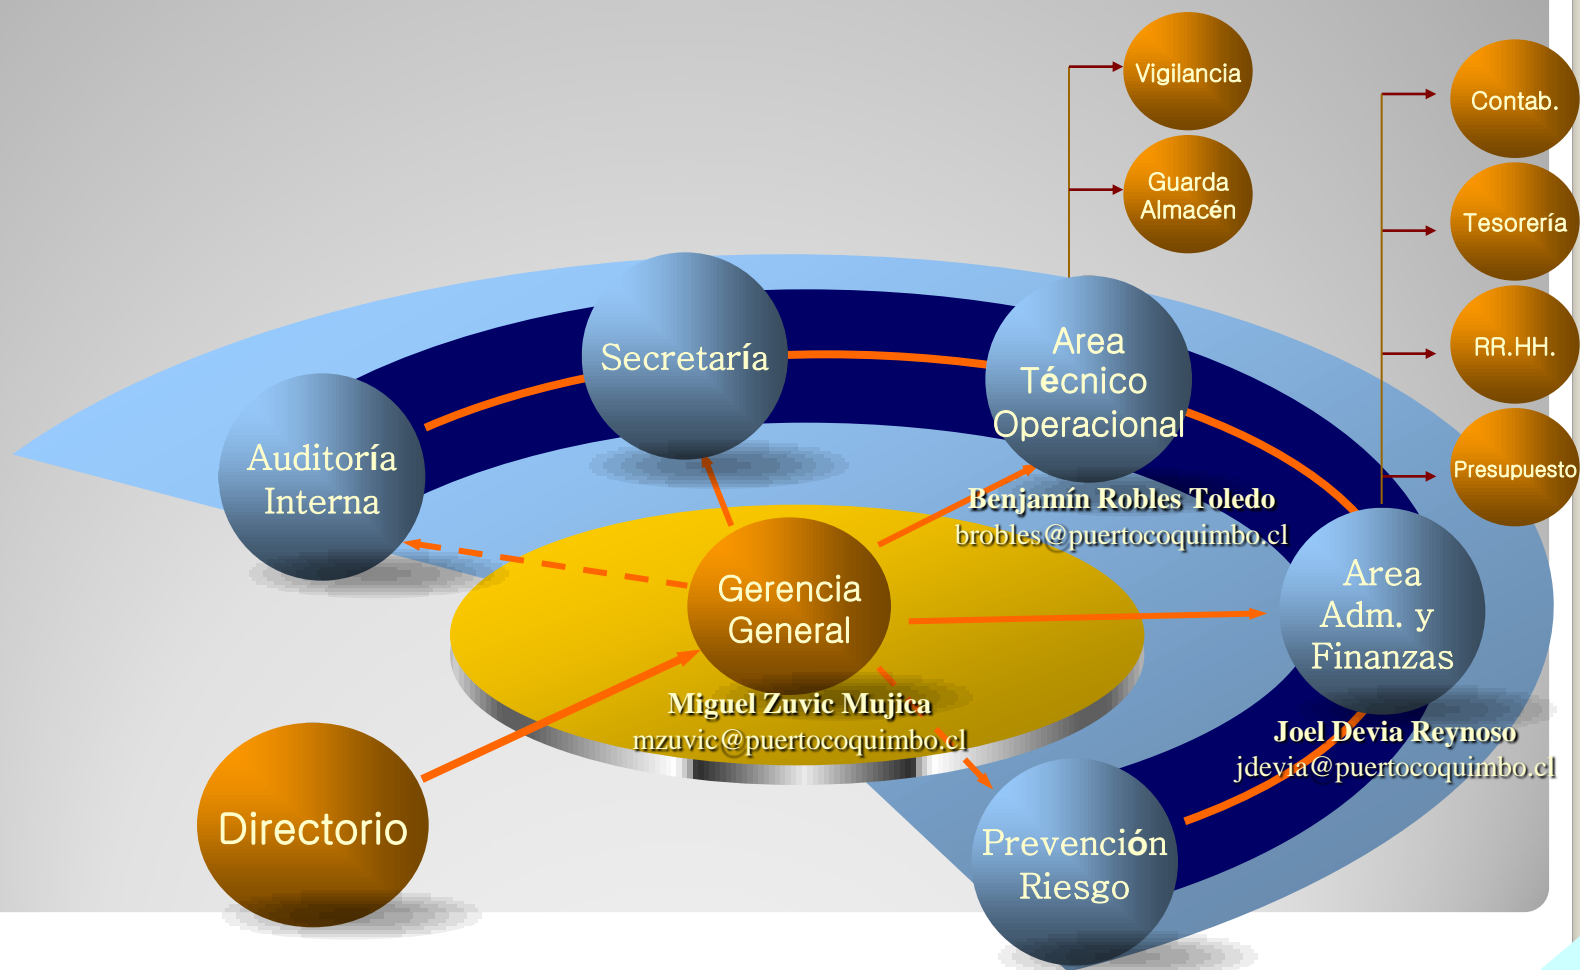 Vigilancia
Guarda
Almacén
Contab.
Tesorería
RR.HH.
Presupuesto
Secretaría
Area
Técnico
Operacional
Benjamín Robles Toledo
brobles@puertocoquimbo.cl
Auditoría
Interna
Gerencia
General
Miguel Zuvic Mujica
mzuvic@puertocoquimbo.cl
Area
Adm. y
Finanzas
Joel Devia Reynoso
jdevia@puertocoquimbo.cl
Directorio
Prevención
Riesgo